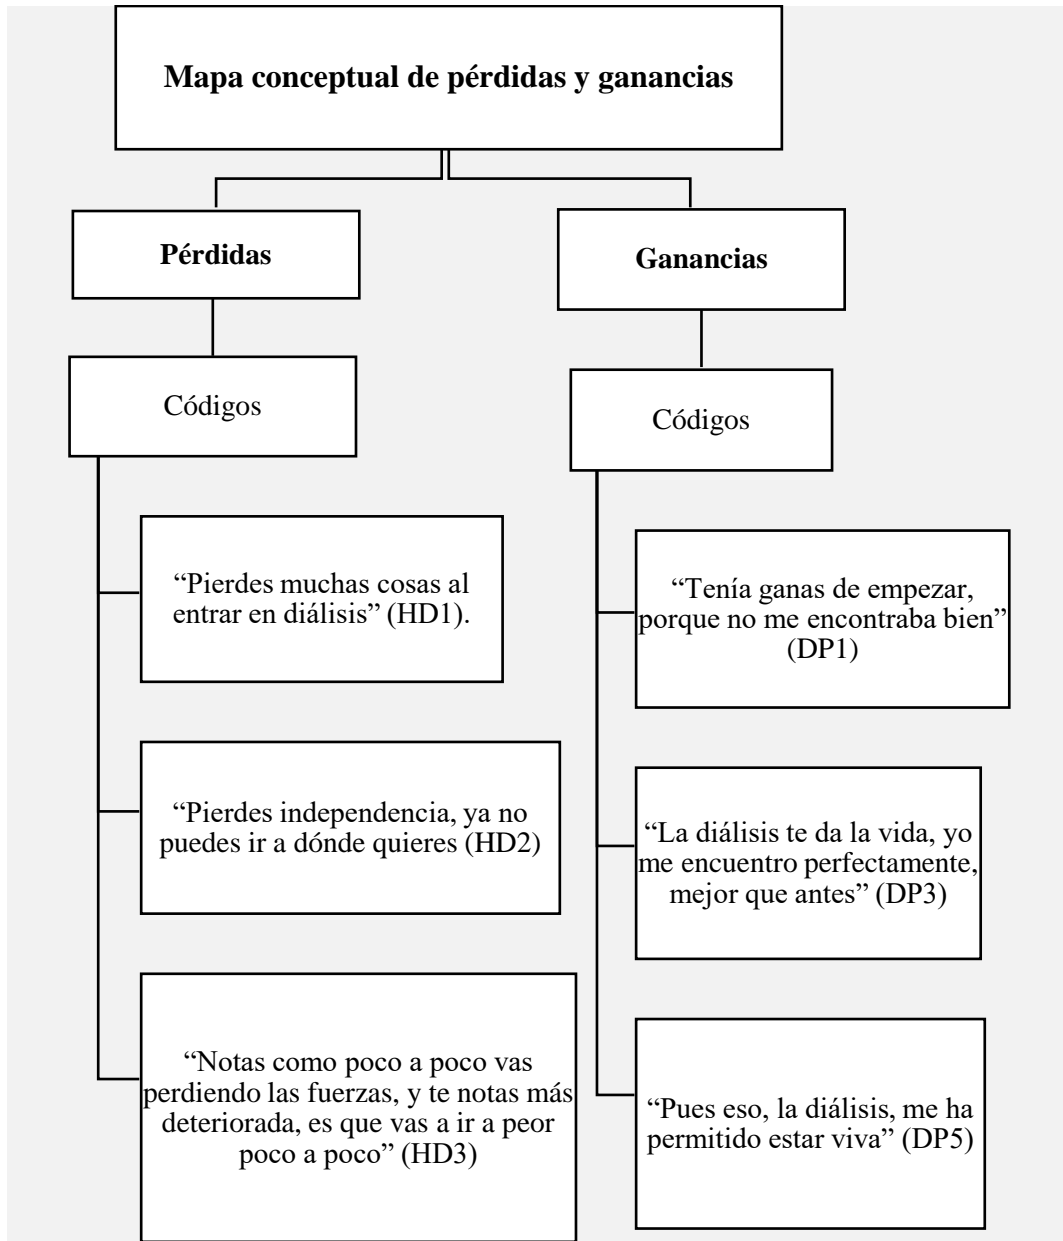 Mapa conceptual de pérdidas y ganancias
Pérdidas
Códigos
“Pierdes muchas cosas al
entrar en diálisis” (HD1).
“Pierdes independencia, ya no
puedes ir a dónde quieres (HD2)
“Notas como poco a poco vas
perdiendo las fuerzas, y te notas más
deteriorada, es que vas a ir a peor
poco a poco” (HD3)
Ganancias
Códigos
“Tenía ganas de empezar,
porque no me encontraba bien”
(DP1)
“La diálisis te da la vida, yo
me encuentro perfectamente,
mejor que antes” (DP3)
“Pues eso, la diálisis, me ha
permitido estar viva” (DP5)